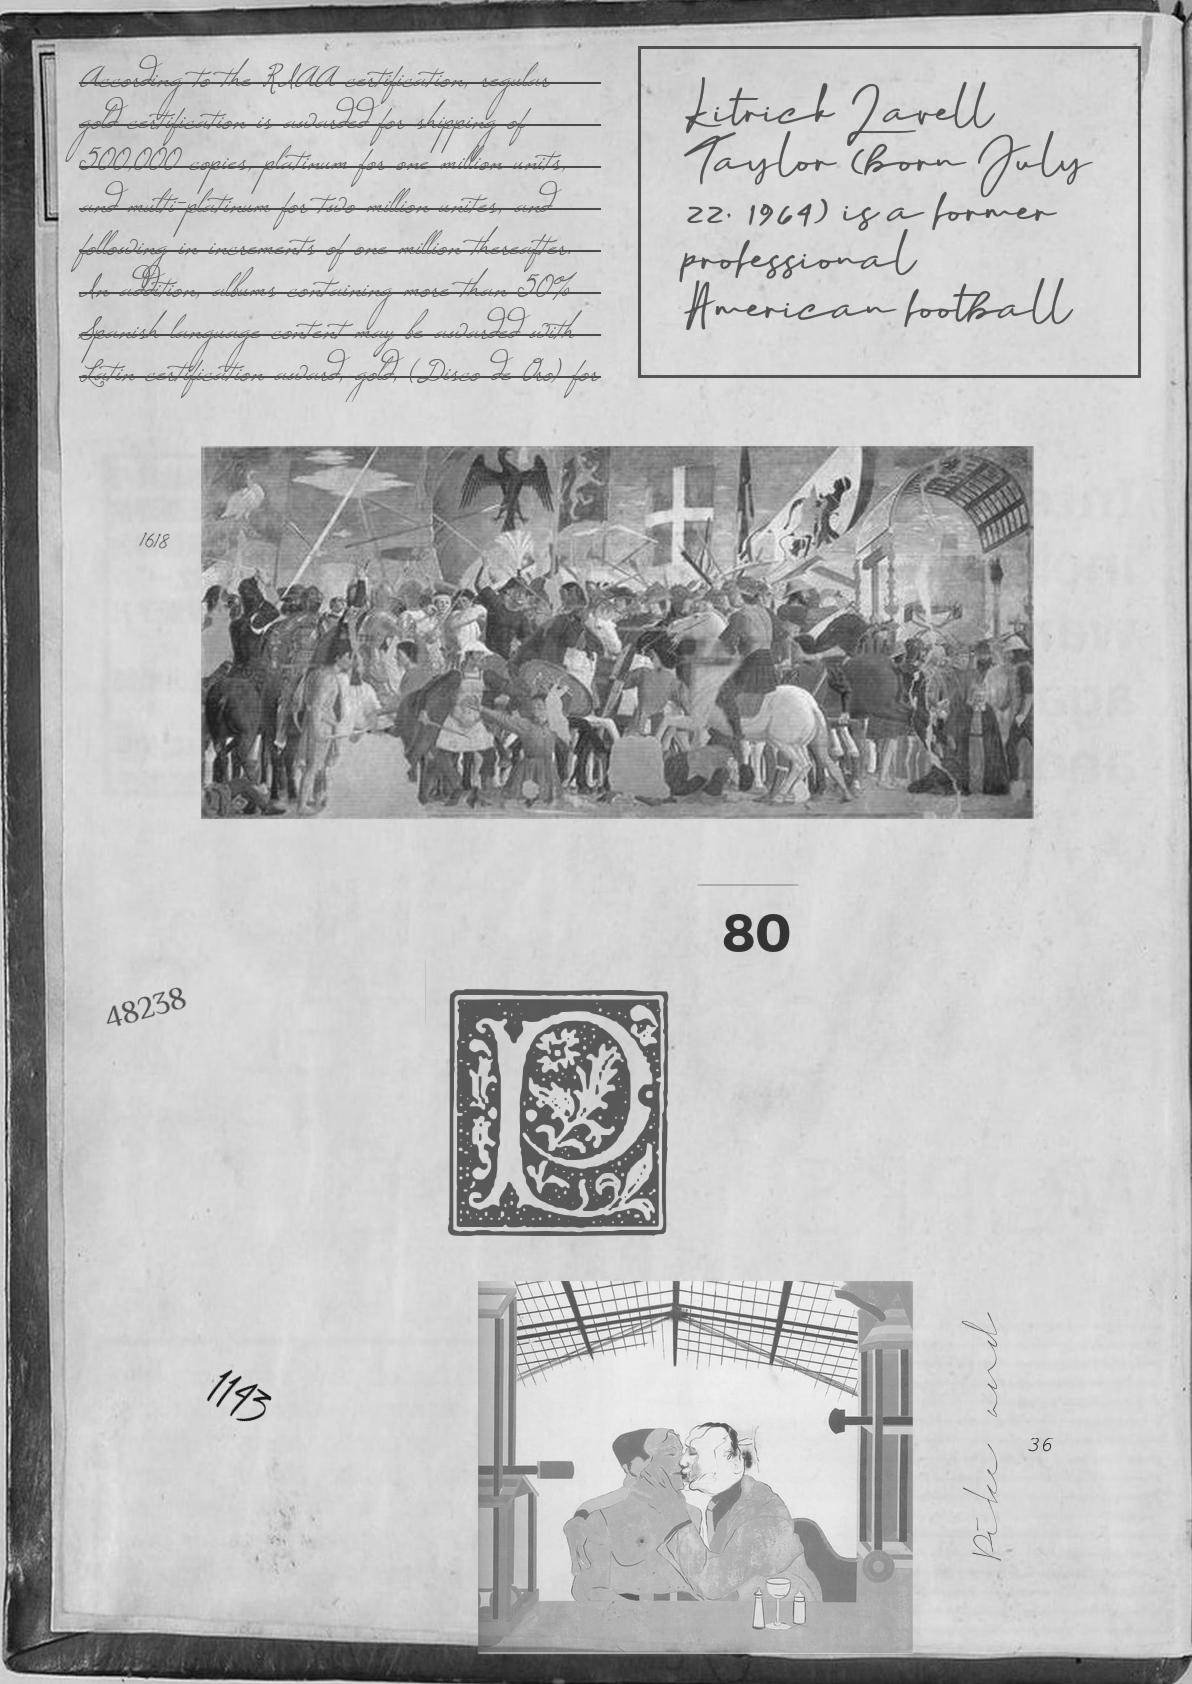 According to the RIAA certification, regular
gold certification is awarded for shipping of
500,000 copies, platinum for one million units,
and multi-platinum for two million unites, and
following in increments of one million thereafter.
In addition, albums containing more than 50%
Spanish language content may be awarded with
Latin certification award, gold, (Disco de Oro) for
Kitrick Lavell
Taylor (born July
22, 1964) is a former
professional
American football
1618
80
48238
P
1143
Pike and
36